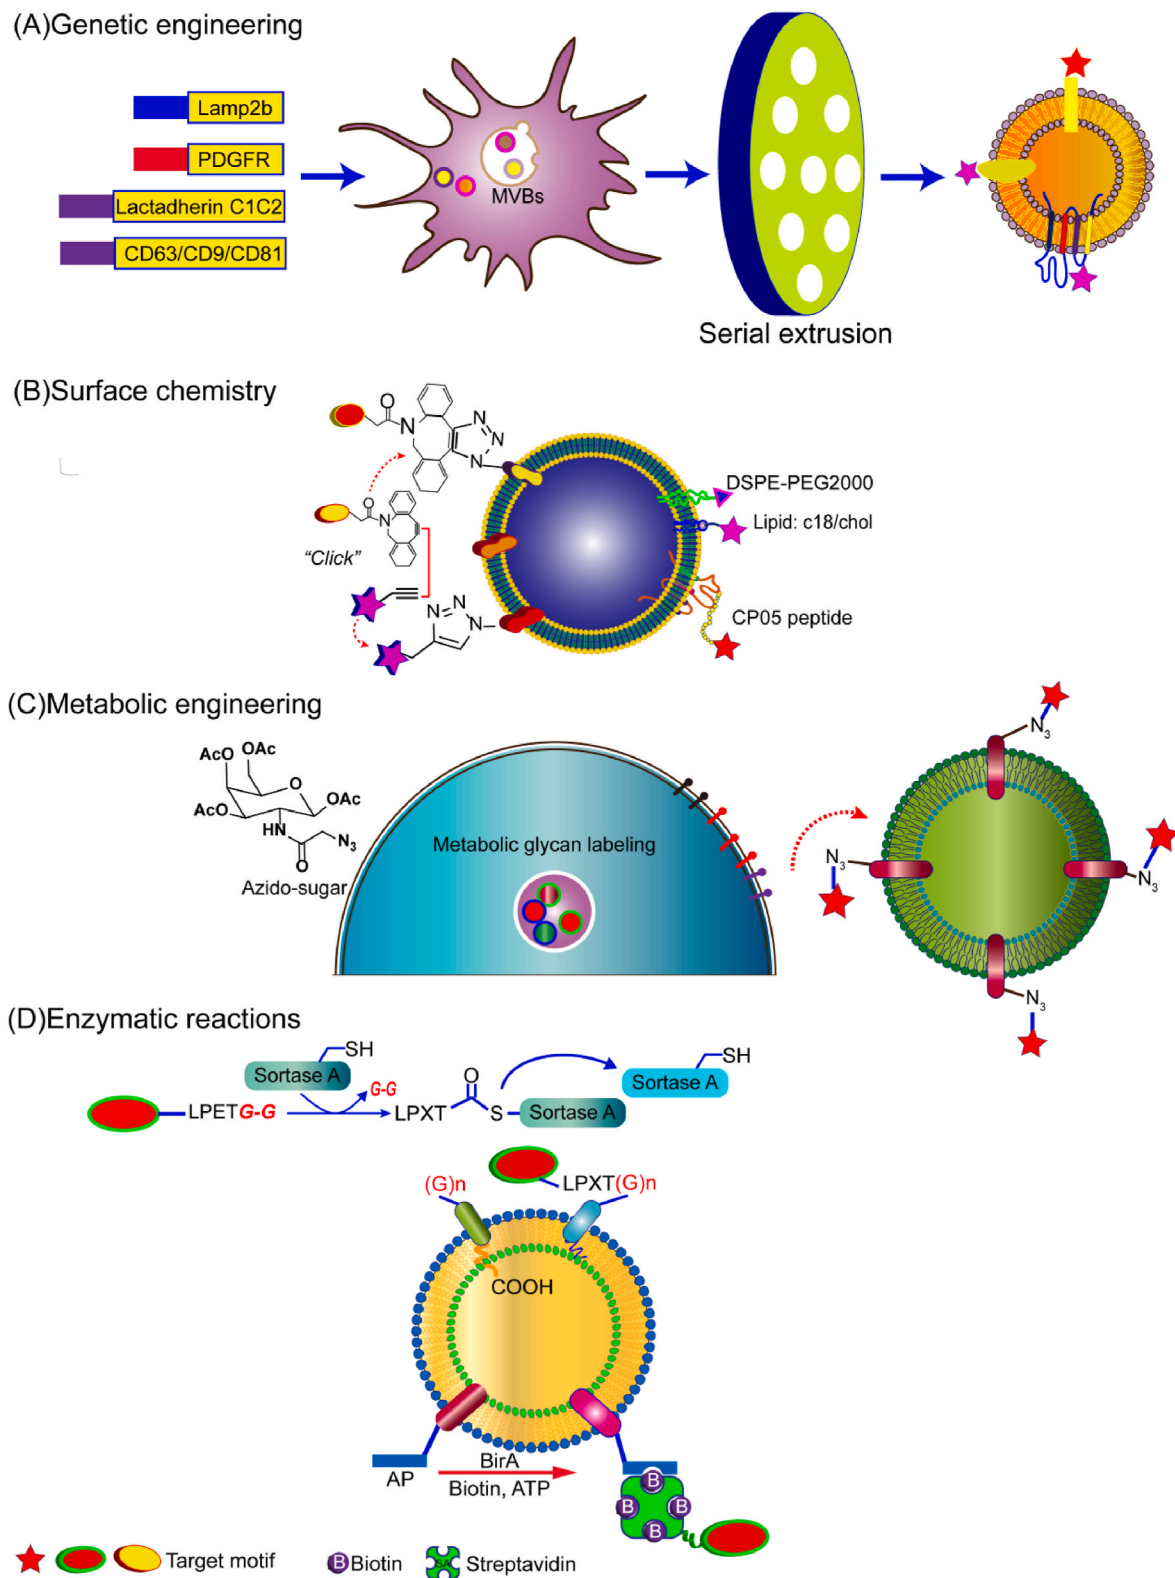 (A)Genetic engineering
Lamp2b
PDGFR
Lactadherin C1C2
CD63/CD9/CD81
MVBs
Serial extrusion
(B)Surface chemistry
O
N
N
N
N
O
N
"Click"
N
N
N
DSPE-PEG2000
Lipid: c18/chol
CP05 peptide
(C)Metabolic engineering
AcO
OAc
O
AcO
OAc
HN
O
N3
Azido-sugar
Metabolic glycan labeling
N3
N3
N3
N3
(D)Enzymatic reactions
SH
Sortase A
G-G
LPETG-G
O
LPXT
S
Sortase A
SH
Sortase A
(G)n
LPXT(G)n
COOH
AP
BirA
Biotin, ATP
B
B
B
B
Target motif
B
Biotin
SA
Streptavidin